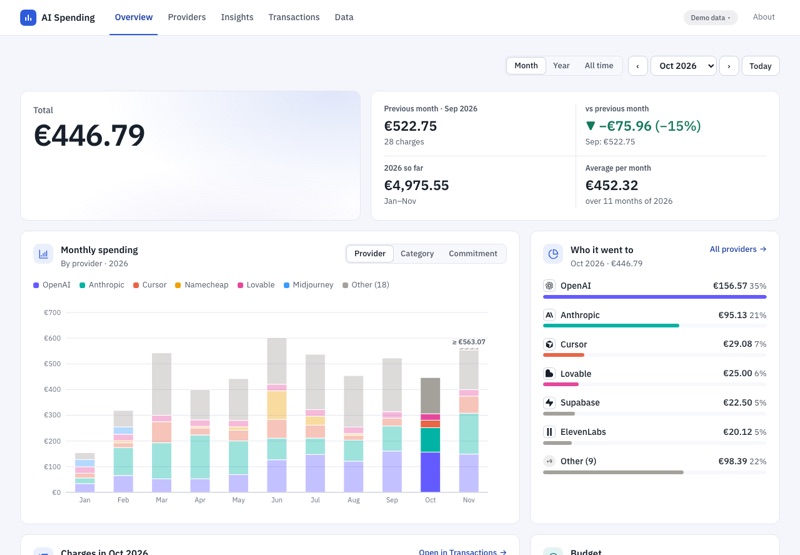 AI Spending
Overview
Providers
Insights
Transactions
Data
Demo data
About
Month
Year
All time
‹
Oct 2026
›
Today
Total
€446.79
Previous month · Sep 2026
€522.75
28 charges
vs previous month
▼ −€75.96 (−15%)
Sep: €522.75
2026 so far
€4,975.55
Jan–Nov
Average per month
€452.32
over 11 months of 2026
Monthly spending
By provider · 2026
Provider
Category
Commitment
OpenAI
Anthropic
Cursor
Namecheap
Lovable
Midjourney
Other (18)
€700
€600
€500
€400
€300
€200
€100
€0
≥ €563.07
Jan
Feb
Mar
Apr
May
Jun
Jul
Aug
Sep
Oct
Nov
Who it went to
Oct 2026 · €446.79
All providers →
OpenAI €156.57 35%
Anthropic €95.13 21%
Cursor €29.08 7%
Lovable €25.00 6%
Supabase €22.50 5%
ElevenLabs €20.12 5%
+9 Other (9) €98.39 22%
Charges in Oct 2026
Open in Transactions →
Budget